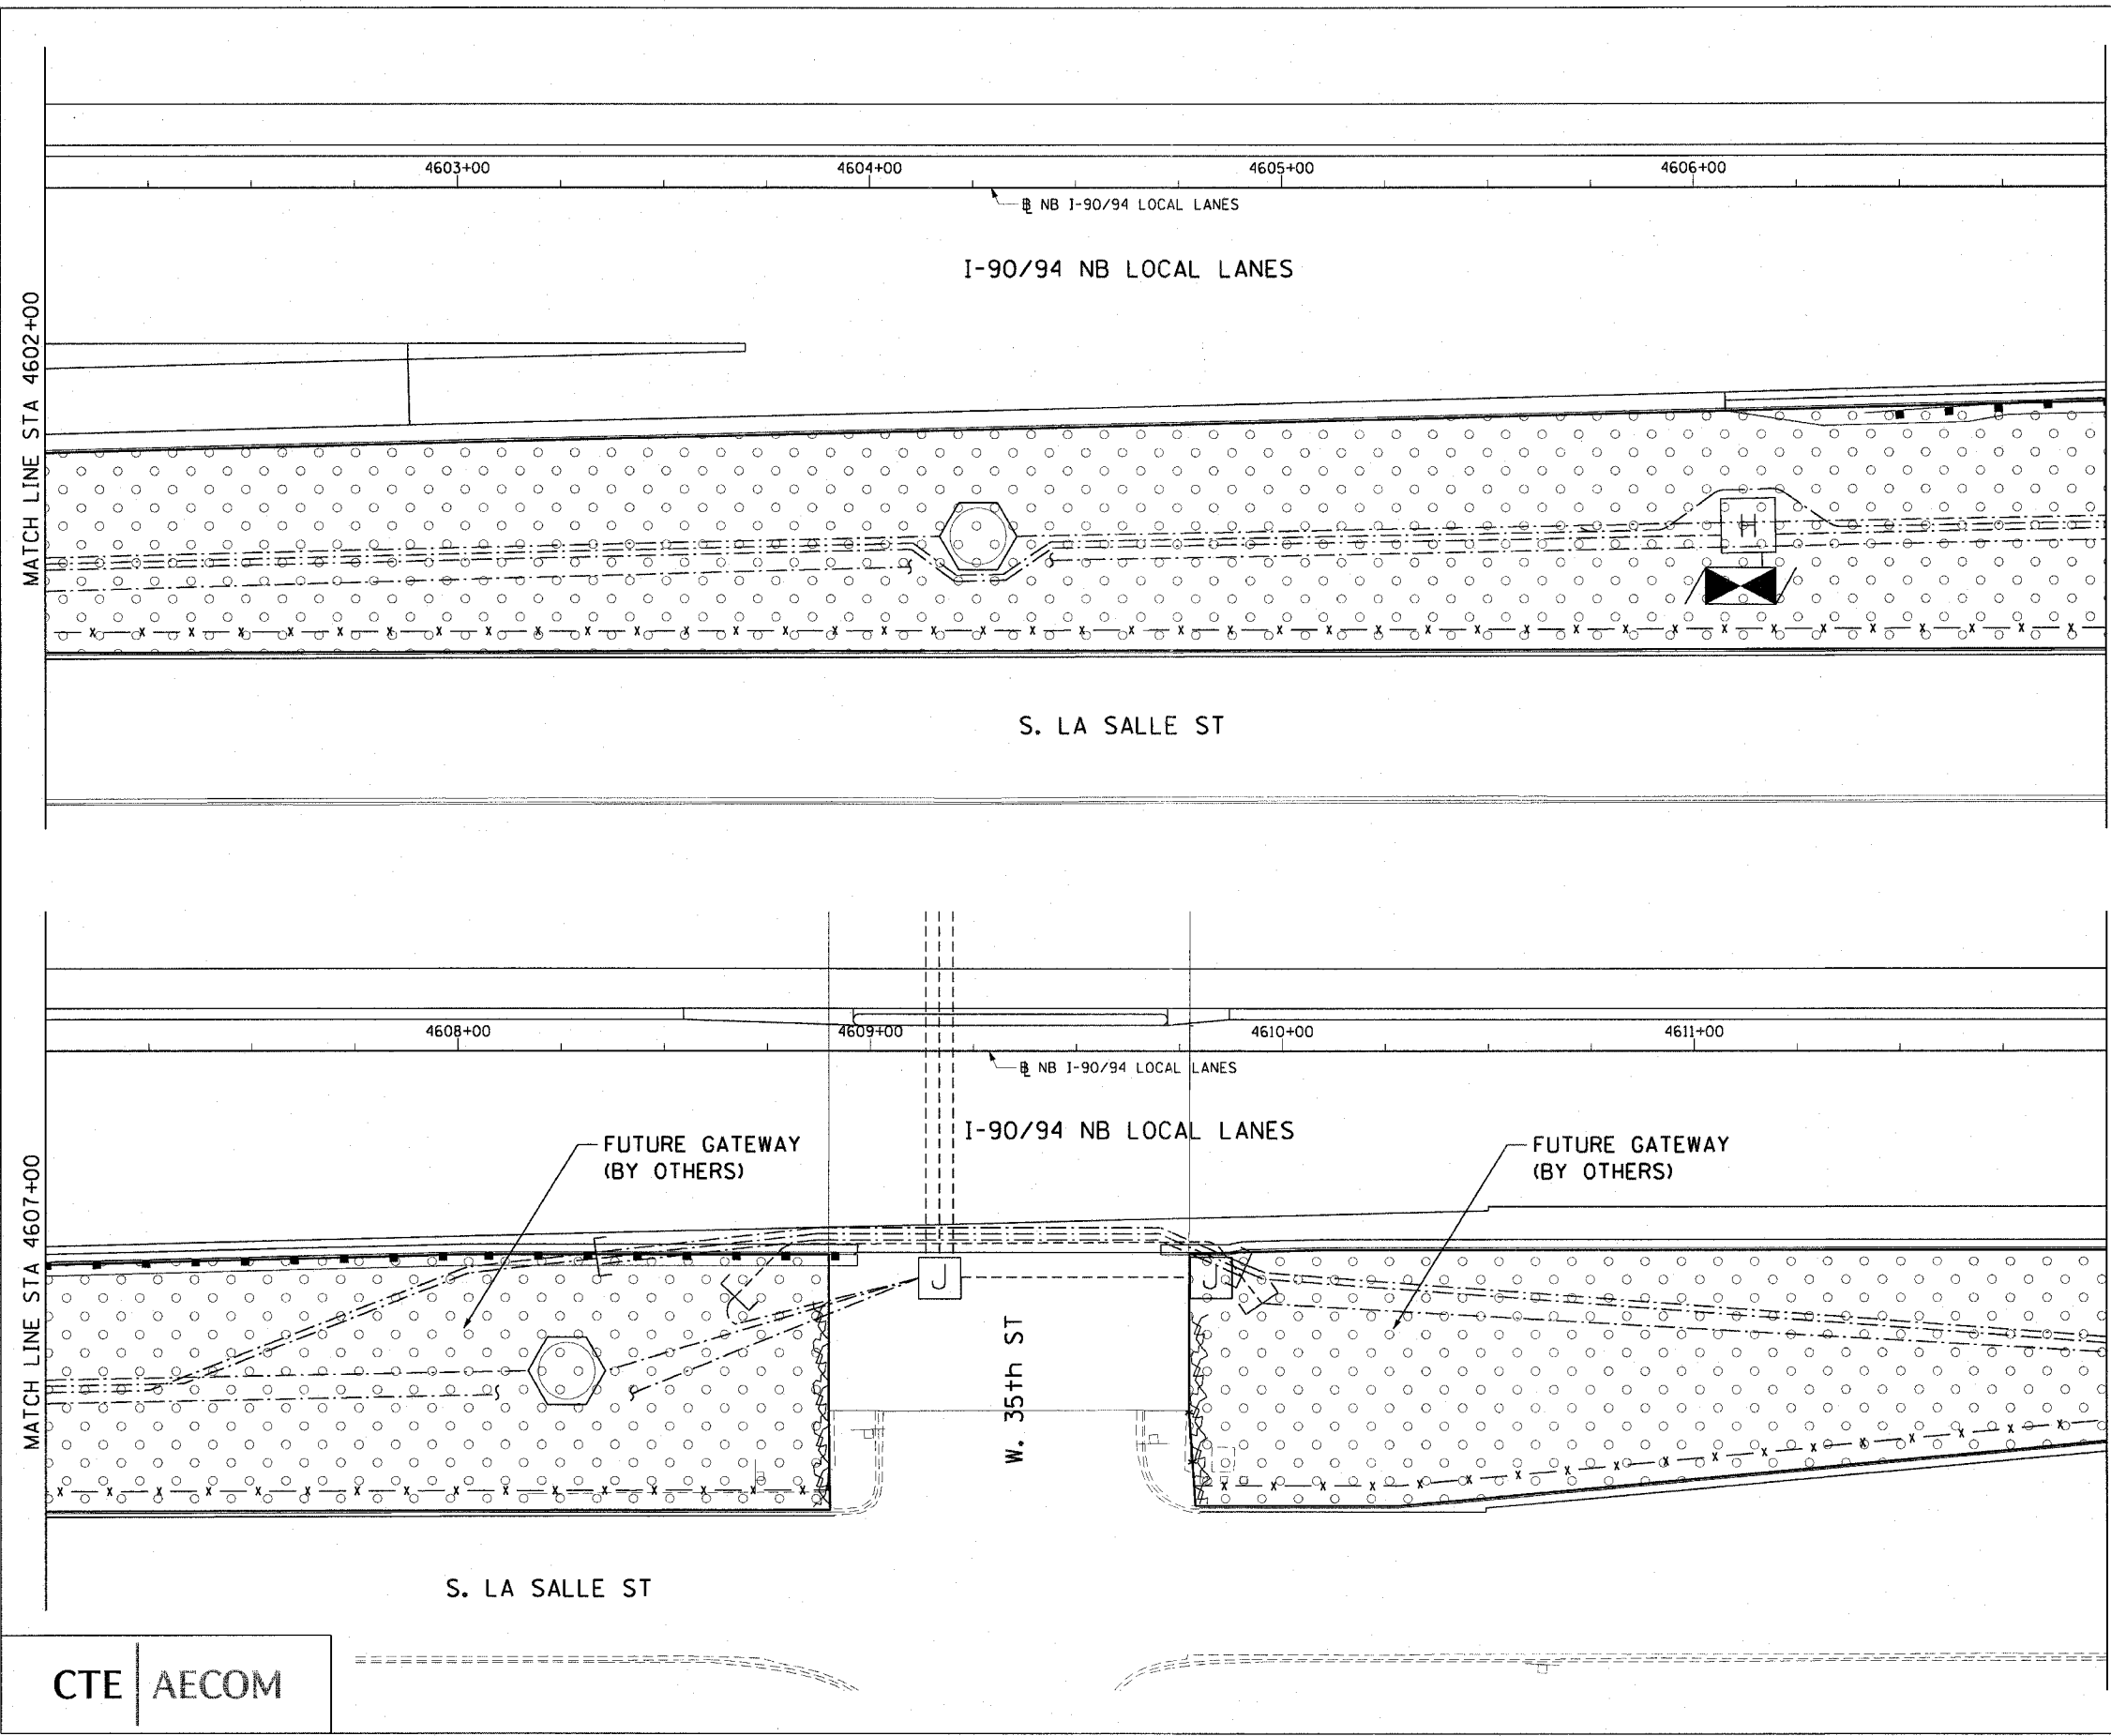 4603+00 4604+00 4605+00 4606+00
℄ NB I-90/94 LOCAL LANES
I-90/94 NB LOCAL LANES
MATCH LINE STA 4602+00
H
S. LA SALLE ST
4608+00 4609+00 4610+00 4611+00
℄ NB I-90/94 LOCAL LANES
I-90/94 NB LOCAL LANES
FUTURE GATEWAY
(BY OTHERS)
FUTURE GATEWAY
(BY OTHERS)
MATCH LINE STA 4607+00
J
J
W. 35th ST
S. LA SALLE ST
CTE AECOM